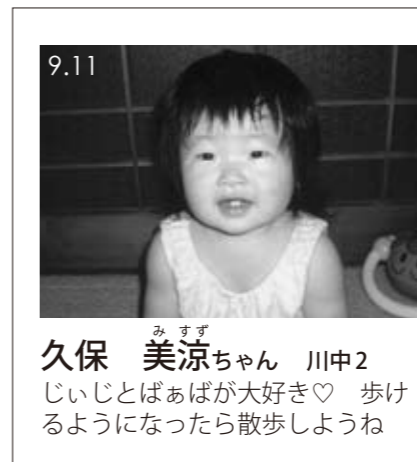 9.11
みすず
久保　美涼ちゃん　川中2
じぃじとばぁばが大好き♡　歩け
るようになったら散歩しようね